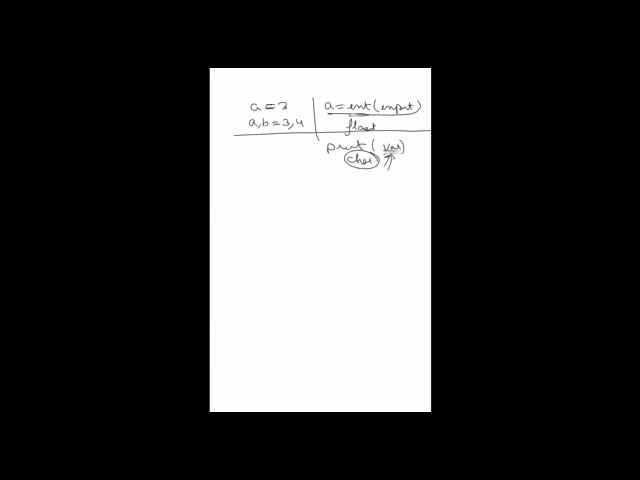 a = 3
a, b = 3, 4
a = int (input)
float
print ( var )
char